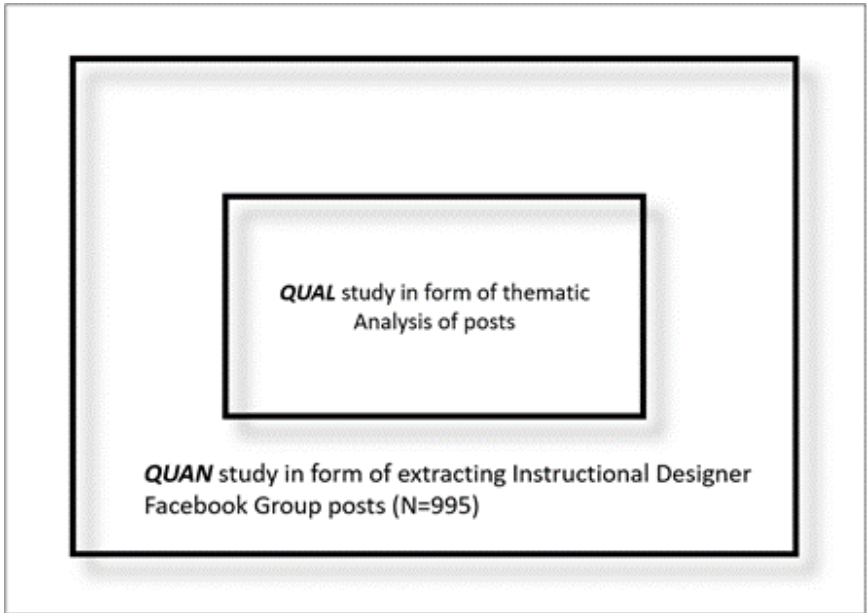 QUAL study in form of thematic
Analysis of posts
QUAN study in form of extracting Instructional Designer
Facebook Group posts (N=995)